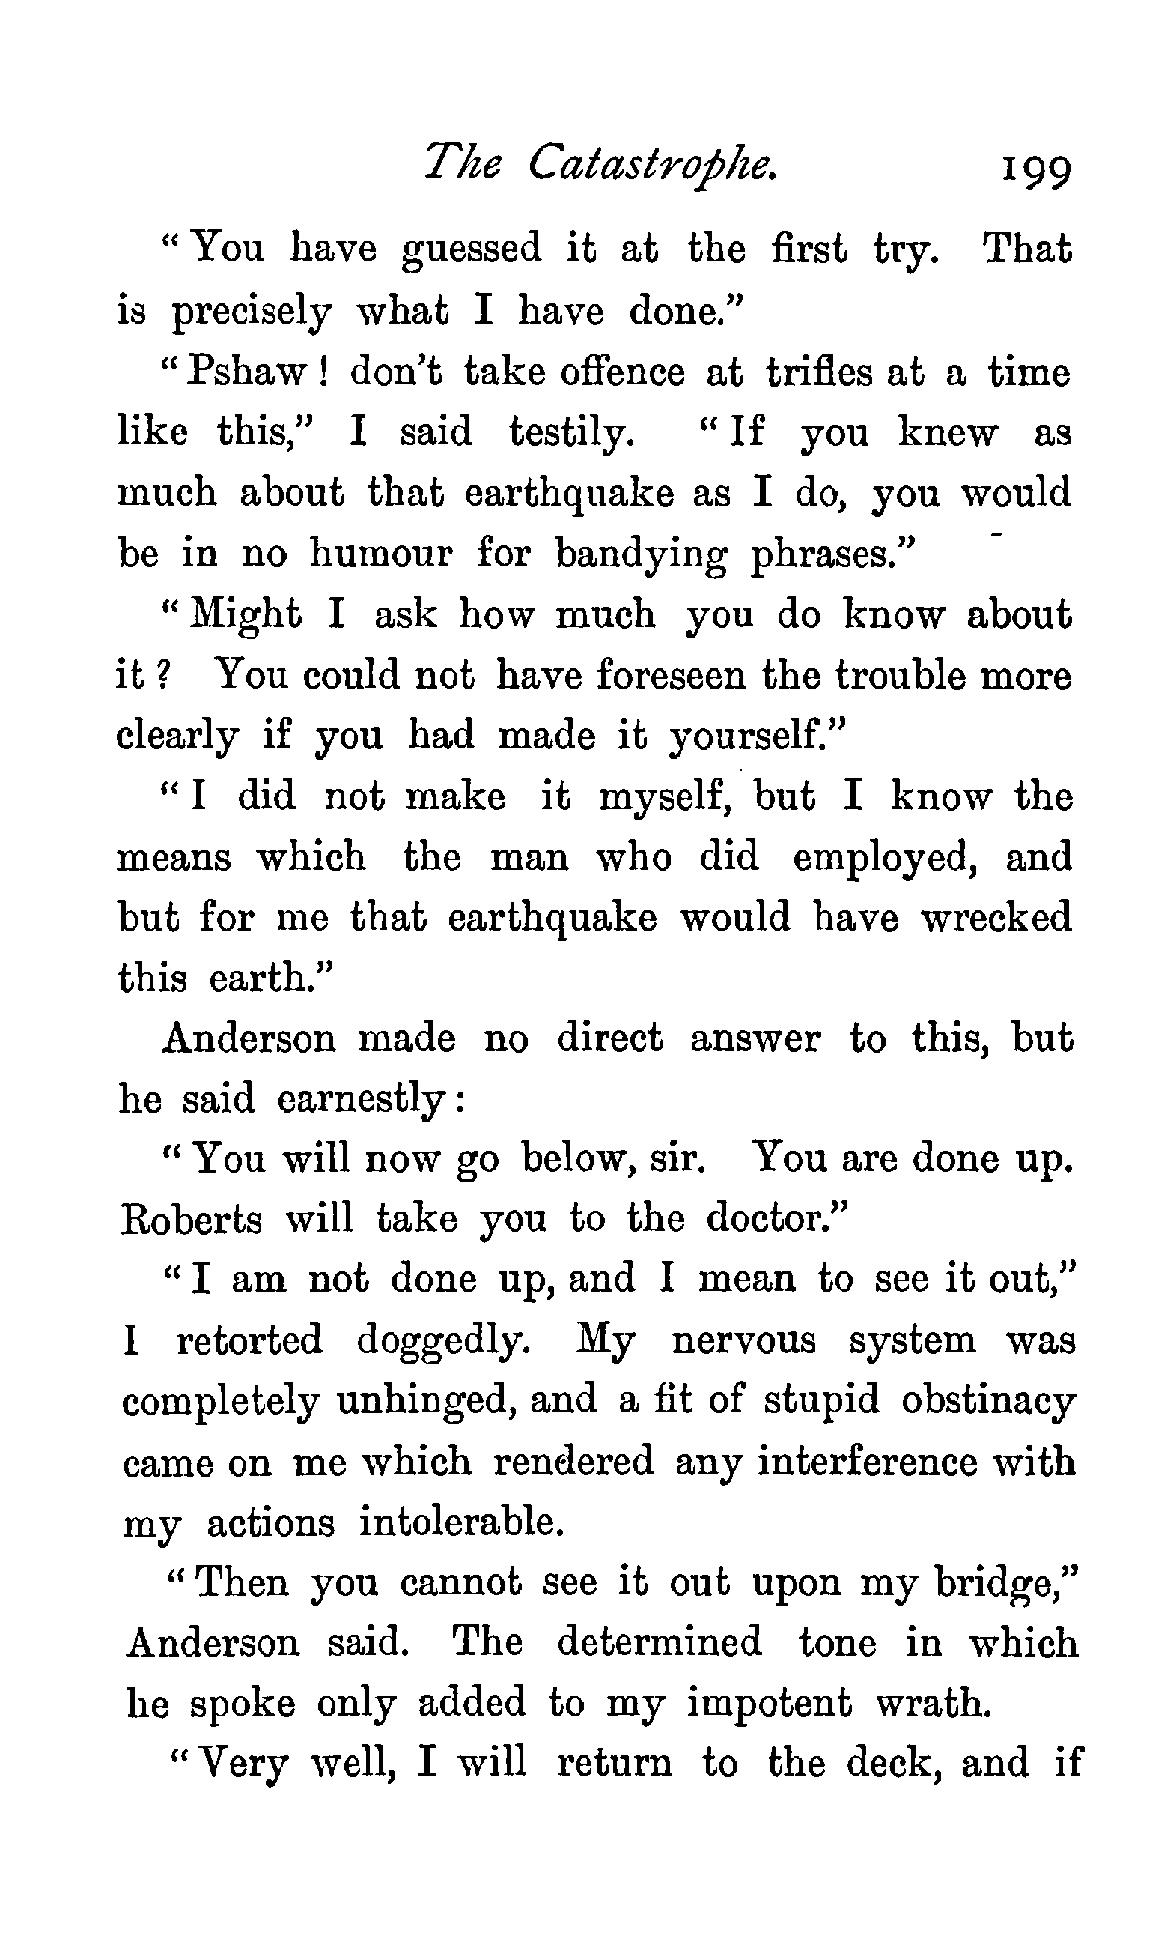 The Catastrophe. 199
“ You have guessed it at the first try. That
is precisely what I have done.”
“ Pshaw ! don’t take offence at trifles at a time
like this,” I said testily. “ If you knew as
much about that earthquake as I do, you would
be in no humour for bandying phrases.”
“ Might I ask how much you do know about
it ? You could not have foreseen the trouble more
clearly if you had made it yourself.”
“ I did not make it myself, but I know the
means which the man who did employed, and
but for me that earthquake would have wrecked
this earth.”
Anderson made no direct answer to this, but
he said earnestly :
“ You will now go below, sir. You are done up.
Roberts will take you to the doctor.”
“ I am not done up, and I mean to see it out,”
I retorted doggedly. My nervous system was
completely unhinged, and a fit of stupid obstinacy
came on me which rendered any interference with
my actions intolerable.
“ Then you cannot see it out upon my bridge,”
Anderson said. The determined tone in which
he spoke only added to my impotent wrath.
“ Very well, I will return to the deck, and if